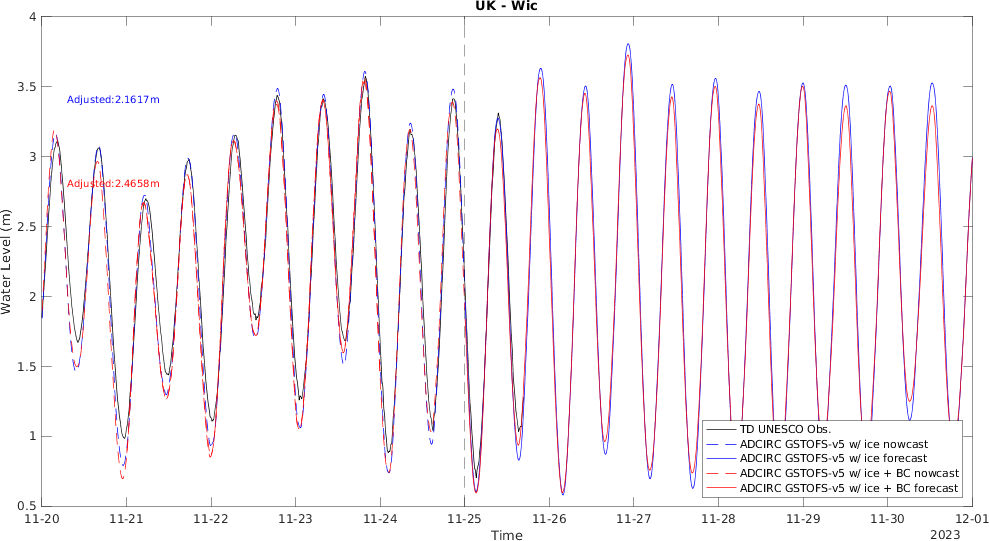 UK - Wic
4
3.5
3
2.5
2
1.5
1
0.5
Water Level (m)
Adjusted:2.1617m
Adjusted:2.4658m
TD UNESCO Obs.
ADCIRC GSTOFS-v5 w/ ice nowcast
ADCIRC GSTOFS-v5 w/ ice forecast
ADCIRC GSTOFS-v5 w/ ice + BC nowcast
ADCIRC GSTOFS-v5 w/ ice + BC forecast
11-20 11-21 11-22 11-23 11-24 11-25 11-26 11-27 11-28 11-29 11-30 12-01
Time
2023